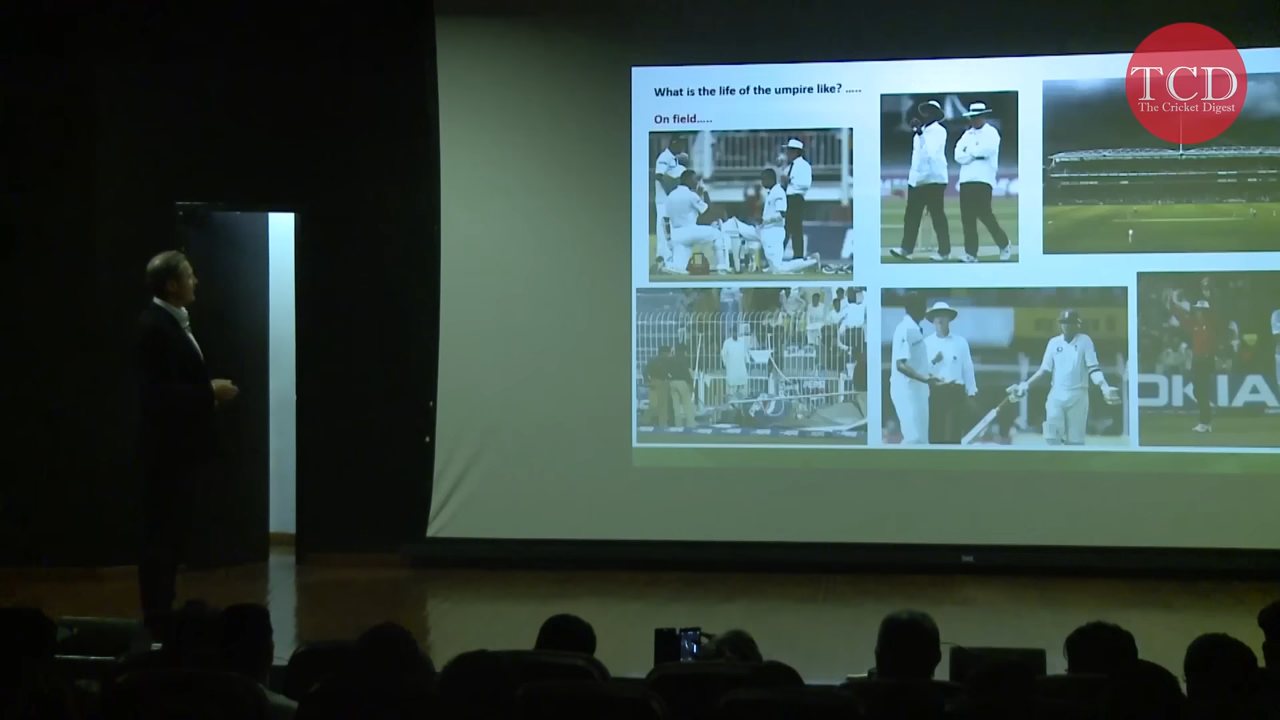 What is the life of the umpire like? .....
On field.....
TCD
The Cricket Digest
OKIA